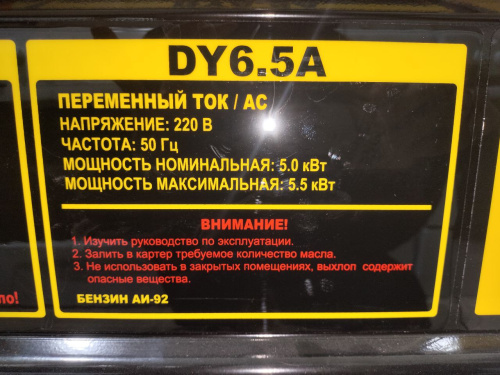 DY6.5A
ПЕРЕМЕННЫЙ ТОК / AC
НАПРЯЖЕНИЕ: 220 В
ЧАСТОТА: 50 Гц
МОЩНОСТЬ НОМИНАЛЬНАЯ: 5.0 кВт
МОЩНОСТЬ МАКСИМАЛЬНАЯ: 5.5 кВт
ВНИМАНИЕ!
1. Изучить руководство по эксплуатации.
2. Залить в картер требуемое количество масла.
3. Не использовать в закрытых помещениях, выхлоп содержит
опасные вещества.
БЕНЗИН АИ-92